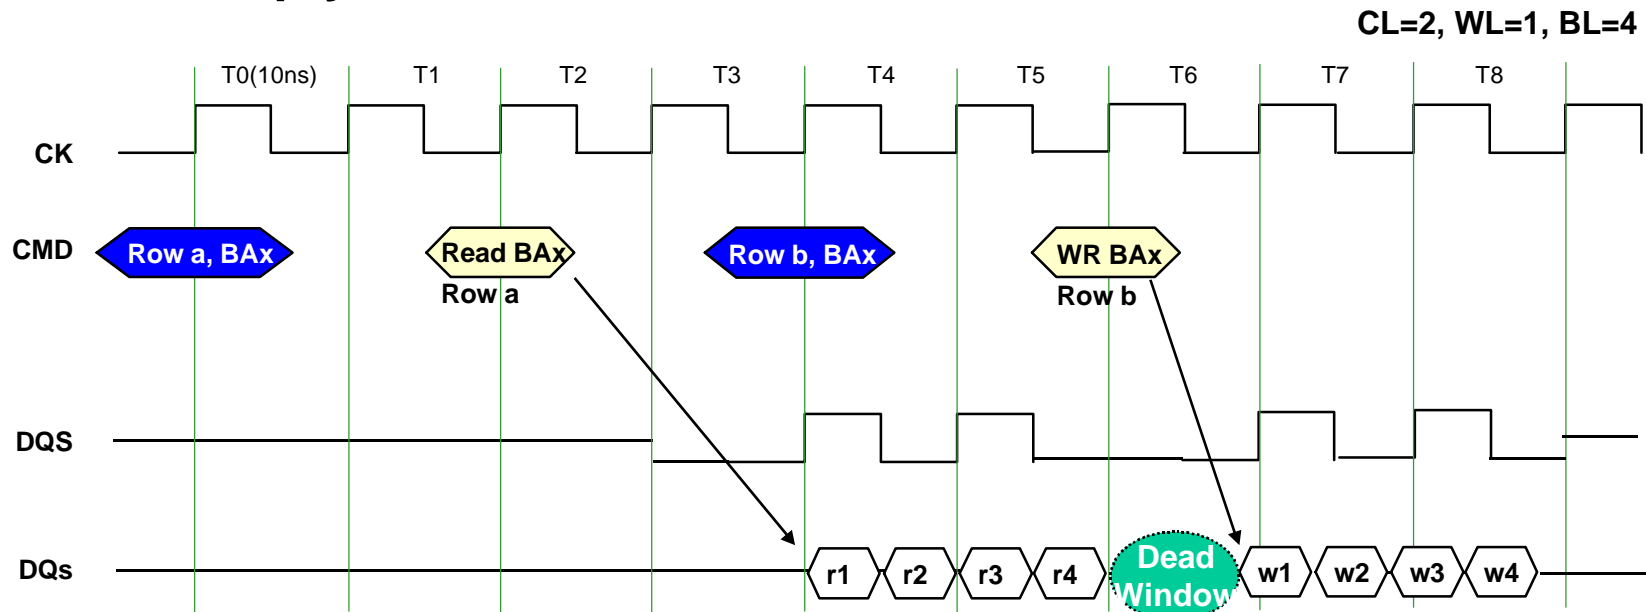 CL=2, WL=1, BL=4
T0(10ns) T1 T2 T3 T4 T5 T6 T7 T8
CK
CMD Row a, BAx Read BAx Row b, BAx WR BAx
Row a Row b
DQS
DQs r1 r2 r3 r4 Dead Window w1 w2 w3 w4